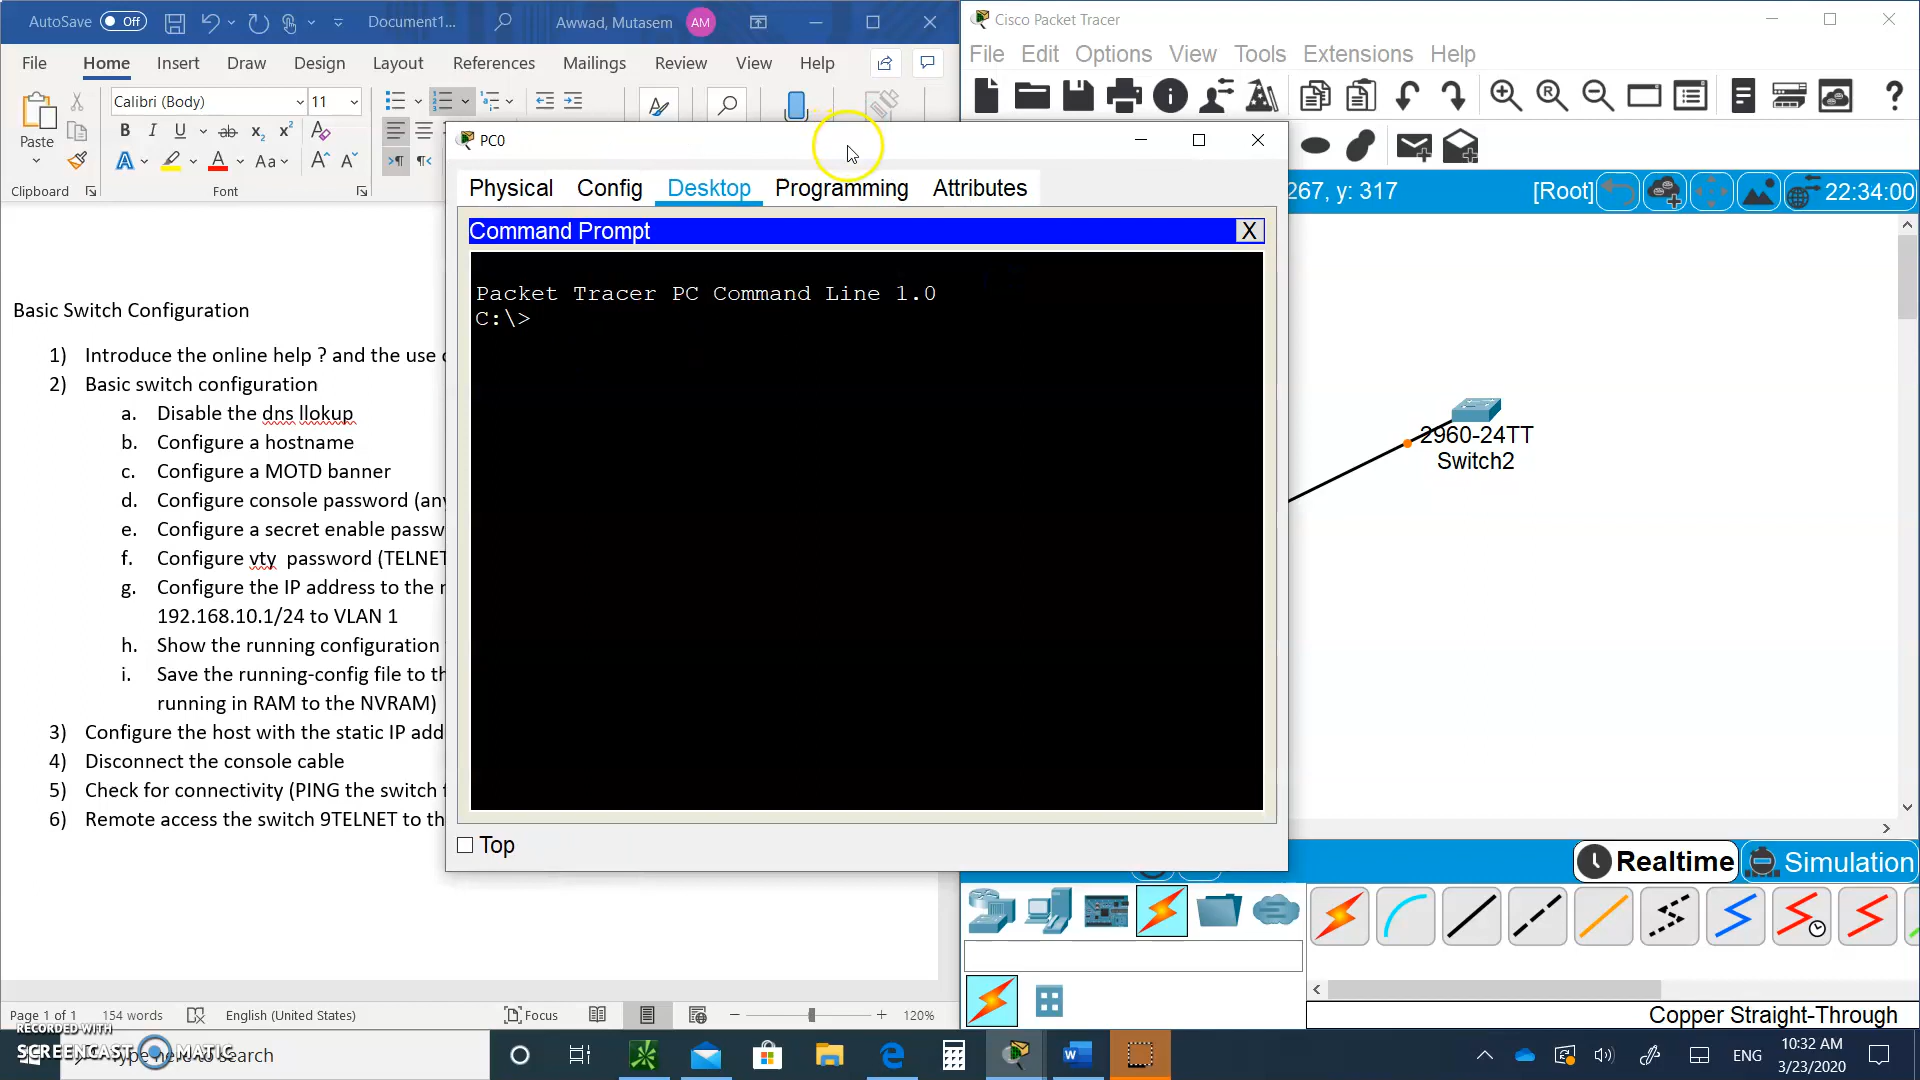 AutoSave Off Document1... Awwad, Mutasem AM
File Home Insert Draw Design Layout References Mailings Review View Help
Calibri (Body) 11
Paste
B I U ab x₂ x²
A A Aa A A
Clipboard Font
Basic Switch Configuration
1) Introduce the online help ? and the use
2) Basic switch configuration
a. Disable the dns llokup
b. Configure a hostname
c. Configure a MOTD banner
d. Configure console password (any
e. Configure a secret enable passw
f. Configure vty password (TELNET
g. Configure the IP address to the
192.168.10.1/24 to VLAN 1
h. Show the running configuration
i. Save the running-config file to th
running in RAM to the NVRAM)
3) Configure the host with the static IP add
4) Disconnect the console cable
5) Check for connectivity (PING the switch
6) Remote access the switch 9TELNET to th
Page 1 of 1 154 words English (United States) Focus 120%
PC0
Physical Config Desktop Programming Attributes
Command Prompt X
Packet Tracer PC Command Line 1.0
C:\>
Top
Cisco Packet Tracer
File Edit Options View Tools Extensions Help
267, y: 317 [Root] 22:34:00
2960-24TT
Switch2
Realtime Simulation
Copper Straight-Through
RECORDED WITH
SCREENCAST MATIC
Type here to search
ENG 10:32 AM
3/23/2020